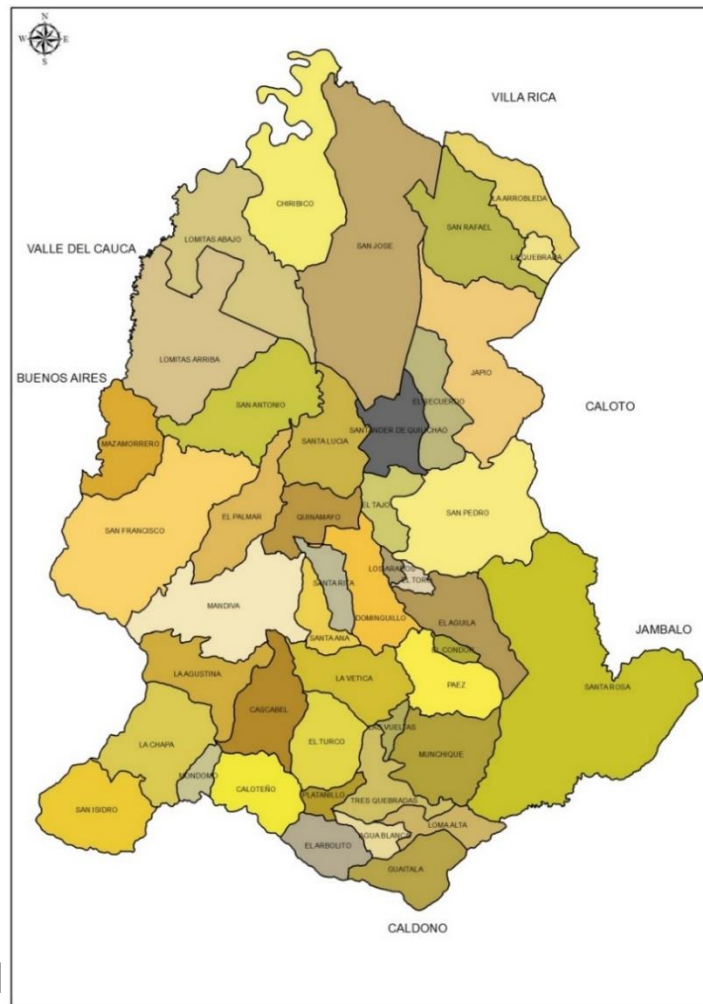 N
W E
S
VILLA RICA
CHIRIBICO
LA ARROBLEDA
SAN RAFAEL
LOMITAS ABAJO
VALLE DEL CAUCA
SAN JOSE
LA QUEBRADA
LOMITAS ARRIBA
JAPIO
BUENOS AIRES
EL RECUERDO
SAN ANTONIO
CALOTO
SANTANDER DE QUILICHAO
MAZAMORRERO
SANTA LUCIA
EL TAJO
SAN PEDRO
QUINAMAYO
EL PALMAR
SAN FRANCISCO
LOS ARADOS
SANTA RITA
MANDIVA
DOMINGUILLO
EL AGUILA
JAMBALO
SANTA ANA
EL CONDOR
LA AGUSTINA
LA VETICA
PAEZ
SANTA ROSA
CASCABEL
LAS VUELTAS
EL TURCO
LA CHAPA
MUNCHIQUE
MONDOMO
CALOTEÑO
PLATANILLO
TRES QUEBRADAS
SAN ISIDRO
LOMA ALTA
AGUA BLANCA
EL ARBOLITO
GUAITALA
CALDONO